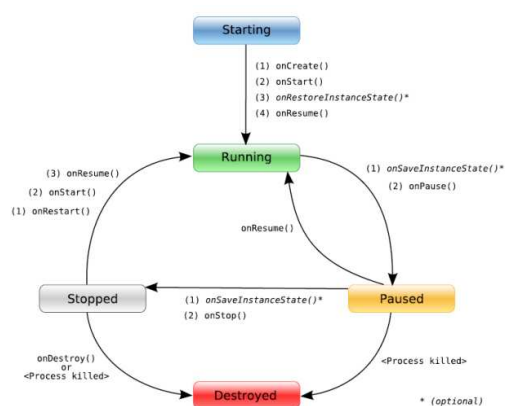 Starting
(1) onCreate()
(2) onStart()
(3) onRestoreInstanceState()*
(4) onResume()
Running
(3) onResume()
(2) onStart()
(1) onRestart()
(1) onSaveInstanceState()*
(2) onPause()
onResume()
Stopped
(1) onSaveInstanceState()*
(2) onStop()
Paused
onDestroy()
or
<Process killed>
<Process killed>
Destroyed
* (optional)